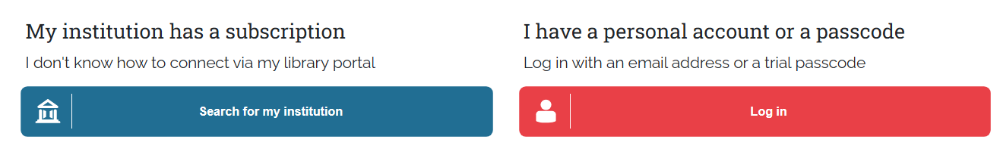 My institution has a subscription
I don't know how to connect via my library portal
Search for my institution
I have a personal account or a passcode
Log in with an email address or a trial passcode
Log in